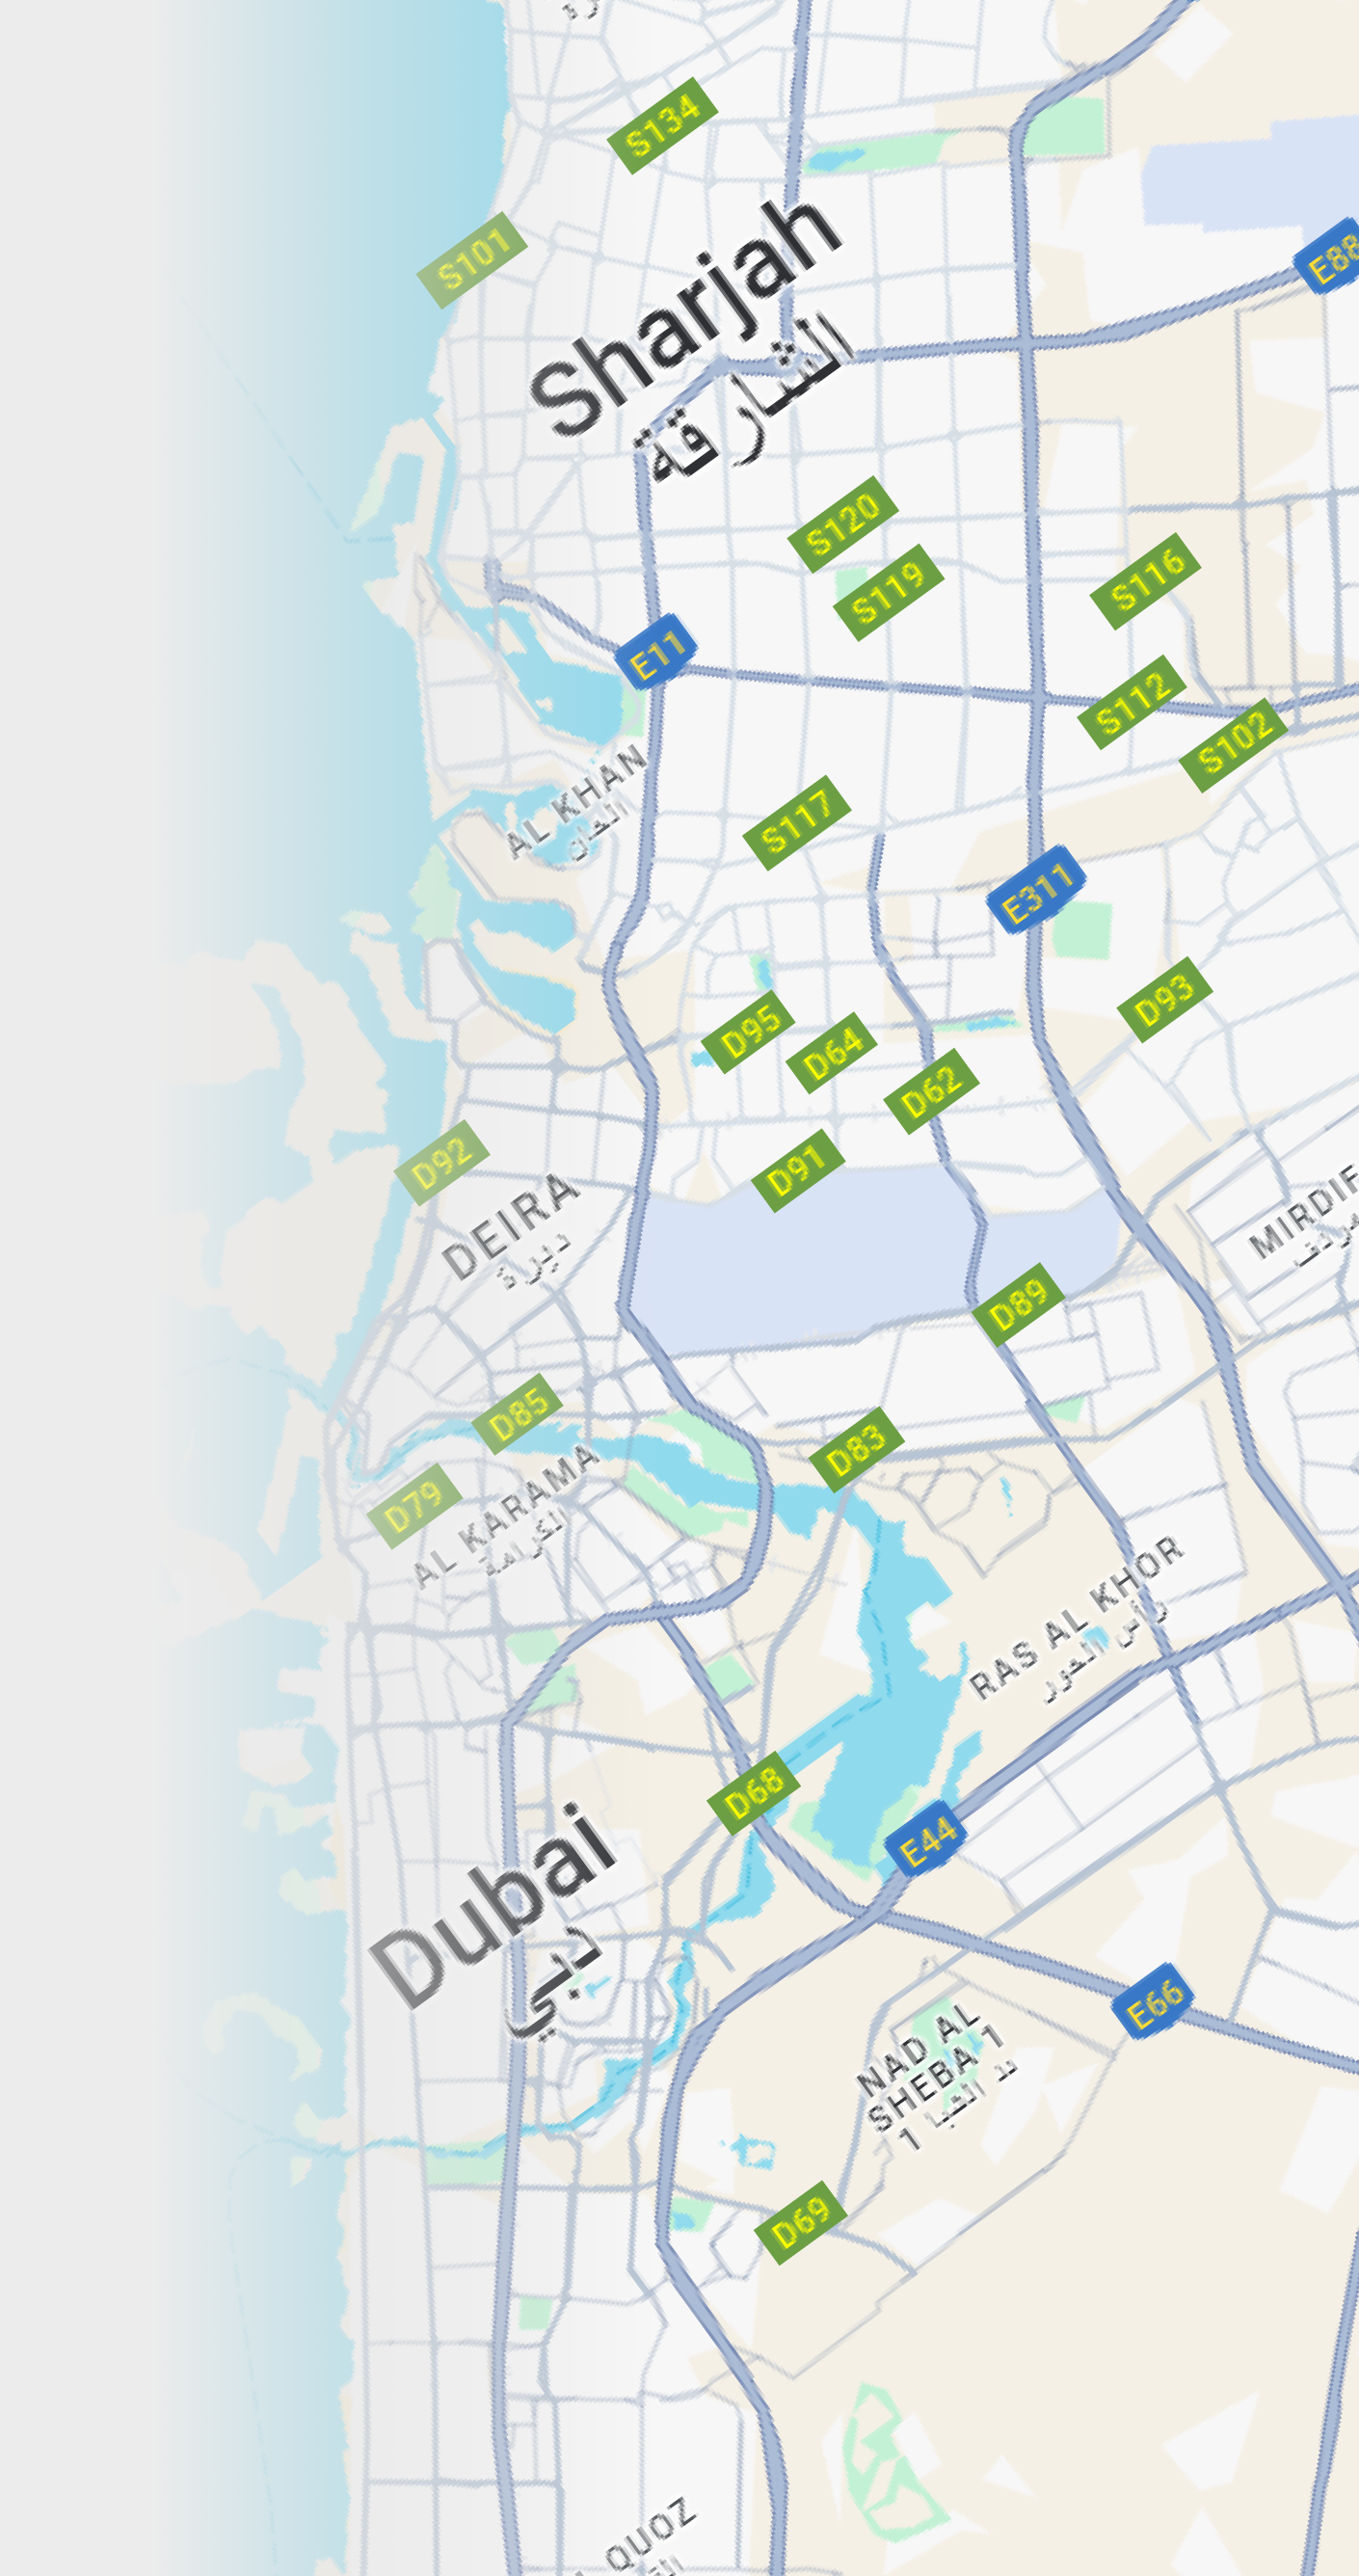 S134
S101
Sharjah
الشارقة
E88
S120
S119
S116
E11
S112
S102
AL KHAN
الخان
S117
E311
D93
D95
D64
D62
D92
D91
DEIRA
ديرة
MIRDIF
D89
D85
D83
D79
AL KARAMA
الكرامة
RAS AL KHOR
راس الخور
D68
E44
Dubai
دبي
E66
NAD AL
SHEBA 1
ند الشبا
1
D69
QUOZ